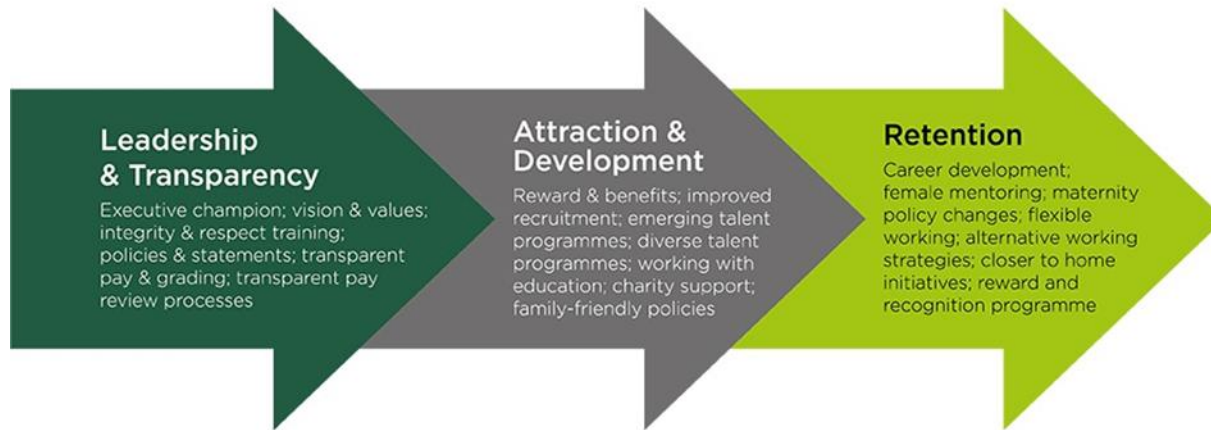 Leadership
& Transparency
Executive champion; vision & values;
integrity & respect training;
policies & statements; transparent
pay & grading; transparent pay
review processes
Attraction &
Development
Reward & benefits; improved
recruitment; emerging talent
programmes; diverse talent
programmes; working with
education; charity support;
family-friendly policies
Retention
Career development;
female mentoring; maternity
policy changes; flexible
working; alternative working
strategies; closer to home
initiatives; reward and
recognition programme